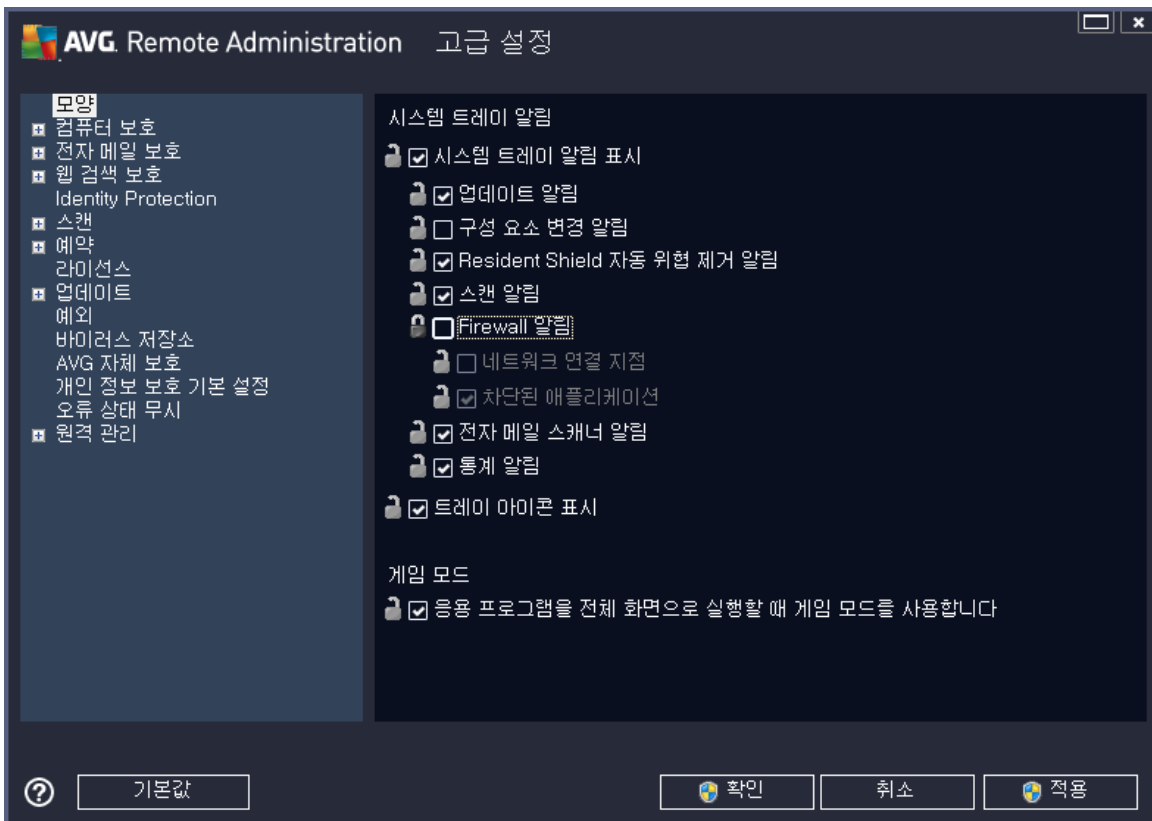 AVG. Remote Administration 고급 설정
모양
컴퓨터 보호
전자 메일 보호
웹 검색 보호
Identity Protection
스캔
예약
라이선스
업데이트
예외
바이러스 저장소
AVG 자체 보호
개인 정보 보호 기본 설정
오류 상태 무시
원격 관리
시스템 트레이 알림
시스템 트레이 알림 표시
업데이트 알림
구성 요소 변경 알림
Resident Shield 자동 위협 제거 알림
스캔 알림
Firewall 알림
네트워크 연결 지점
차단된 애플리케이션
전자 메일 스캐너 알림
통계 알림
트레이 아이콘 표시
게임 모드
응용 프로그램을 전체 화면으로 실행할 때 게임 모드를 사용합니다
기본값
확인
취소
적용